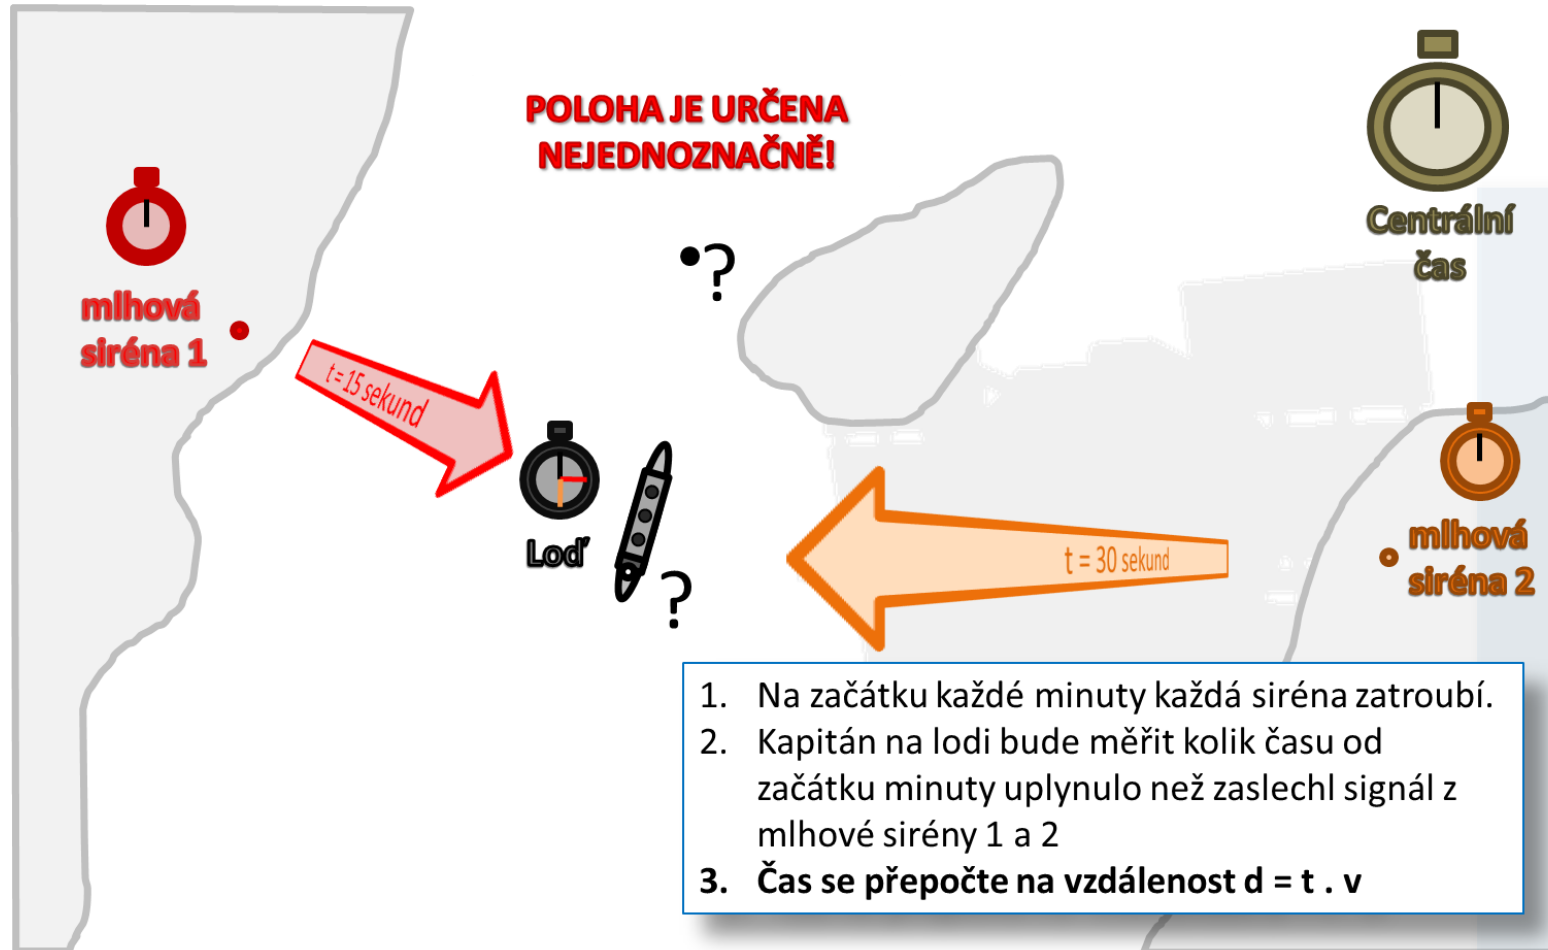 POLOHA JE URČENA
NEJEDNOZNAČNĚ!
Centrální
čas
?
mlhová
siréna 1
t = 15 sekund
Loď
?
t = 30 sekund
mlhová
siréna 2
1. Na začátku každé minuty každá siréna zatroubí.
2. Kapitán na lodi bude měřit kolik času od
začátku minuty uplynulo než zaslechl signál z
mlhové sirény 1 a 2
3. Čas se přepočte na vzdálenost d = t . v